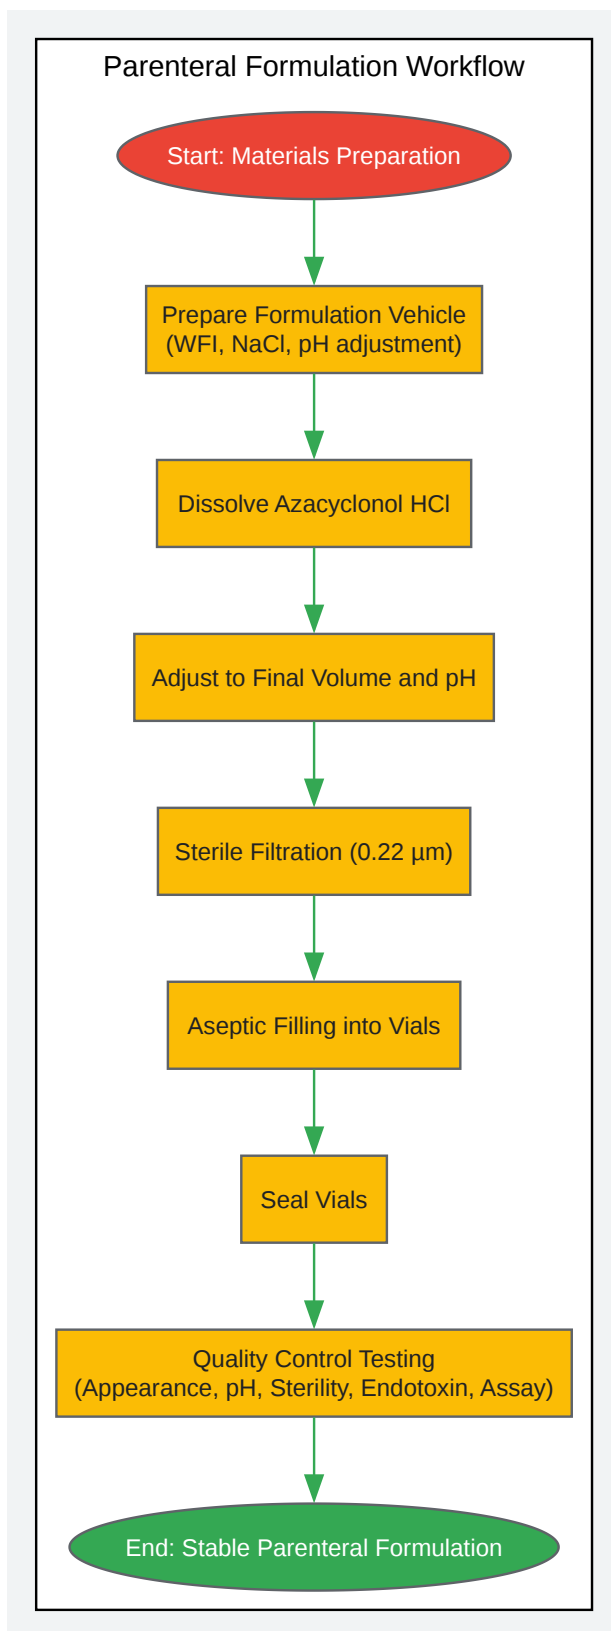 Parenteral Formulation Workflow
Start: Materials Preparation
Prepare Formulation Vehicle
(WFI, NaCl, pH adjustment)
Dissolve Azacyclonol HCl
Adjust to Final Volume and pH
Sterile Filtration (0.22 µm)
Aseptic Filling into Vials
Seal Vials
Quality Control Testing
(Appearance, pH, Sterility, Endotoxin, Assay)
End: Stable Parenteral Formulation